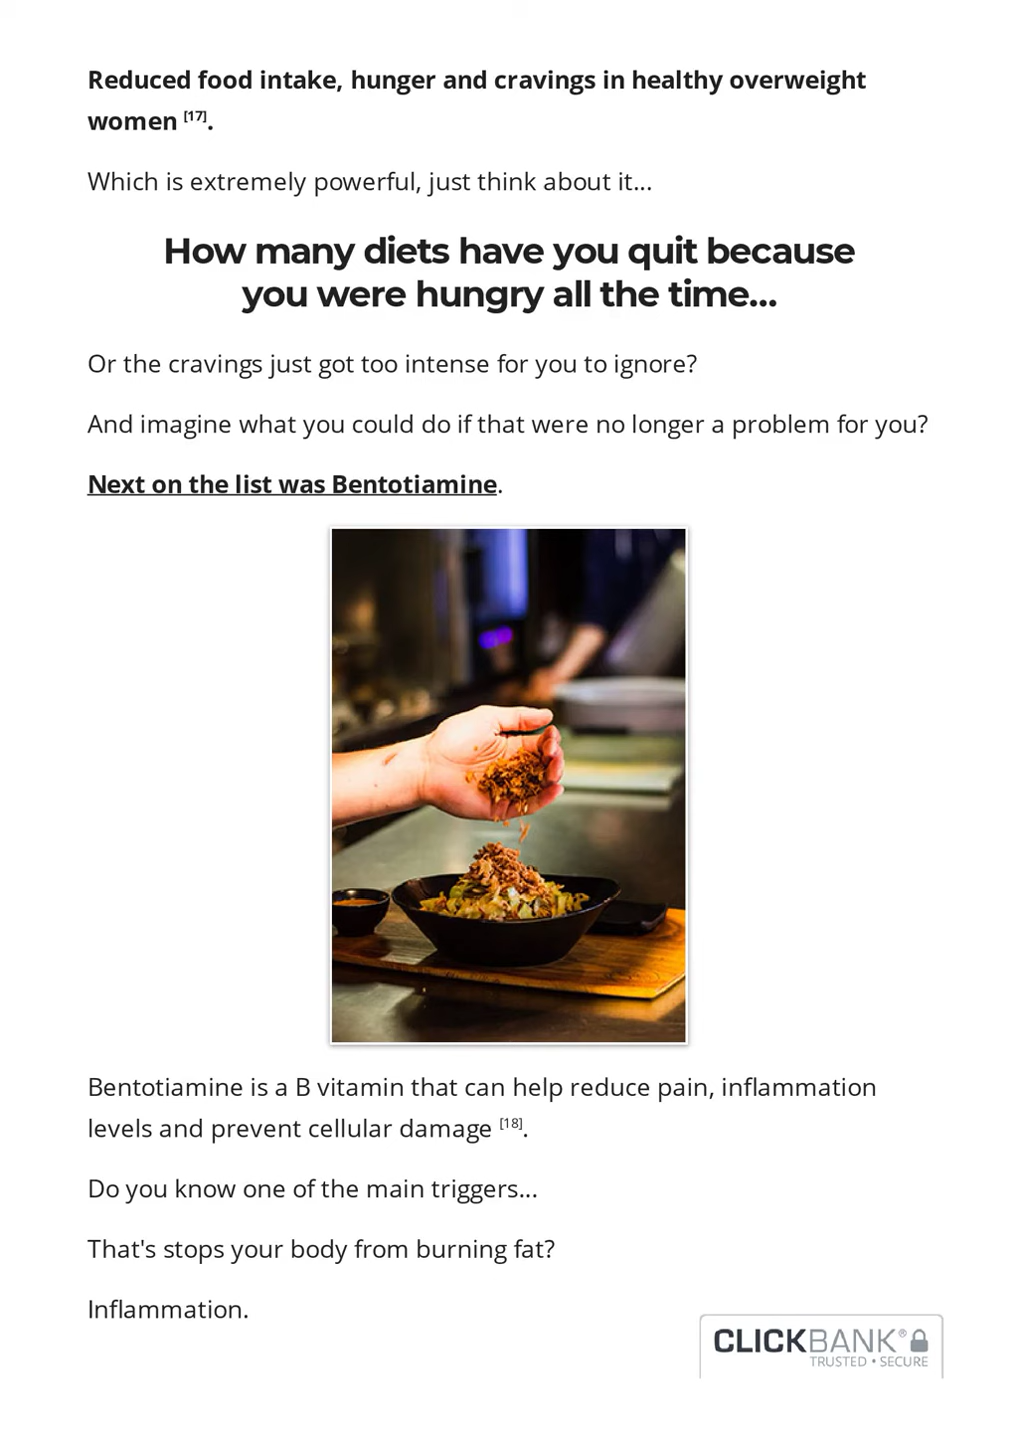 Reduced food intake, hunger and cravings in healthy overweight
women [17].
Which is extremely powerful, just think about it...
How many diets have you quit because
you were hungry all the time...
Or the cravings just got too intense for you to ignore?
And imagine what you could do if that were no longer a problem for you?
Next on the list was Bentotiamine.
Bentotiamine is a B vitamin that can help reduce pain, inflammation
levels and prevent cellular damage [18].
Do you know one of the main triggers...
That's stops your body from burning fat?
Inflammation.
CLICKBANK®
TRUSTED • SECURE